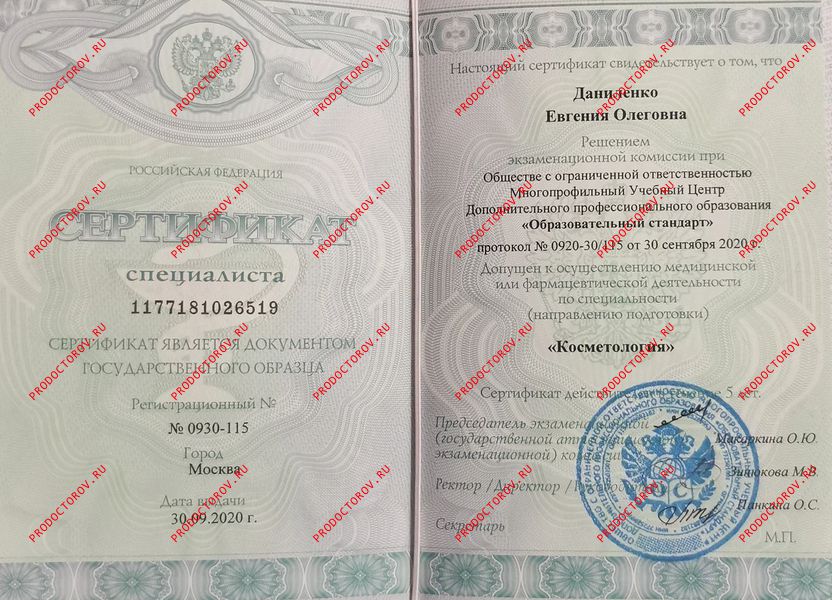 РОССИЙСКАЯ ФЕДЕРАЦИЯ
СЕРТИФИКАТ
специалиста
1177181026519
СЕРТИФИКАТ ЯВЛЯЕТСЯ ДОКУМЕНТОМ
ГОСУДАРСТВЕННОГО ОБРАЗЦА
Регистрационный №
№ 0930-115
Город
Москва
Дата выдачи
30.09.2020 г.
Настоящий сертификат свидетельствует о том, что
Даниленко
Евгения Олеговна
Решением
экзаменационной комиссии при
Обществе с ограниченной ответственностью
Многопрофильный Учебный Центр
Дополнительного профессионального образования
«Образовательный стандарт»
протокол № 0920-30/115 от 30 сентября 2020 г.
Допущен к осуществлению медицинской
или фармацевтической деятельности
по специальности
(направлению подготовки)
«Косметология»
Сертификат действителен 5 лет.
Председатель экзаменационной
(государственной
экзаменационной)
Макаркина О.Ю.
Зинюкова М.В.
Ректор /Директор
Панкина О.С.
Секретарь
М.П.
PRODOCTOROV.RU